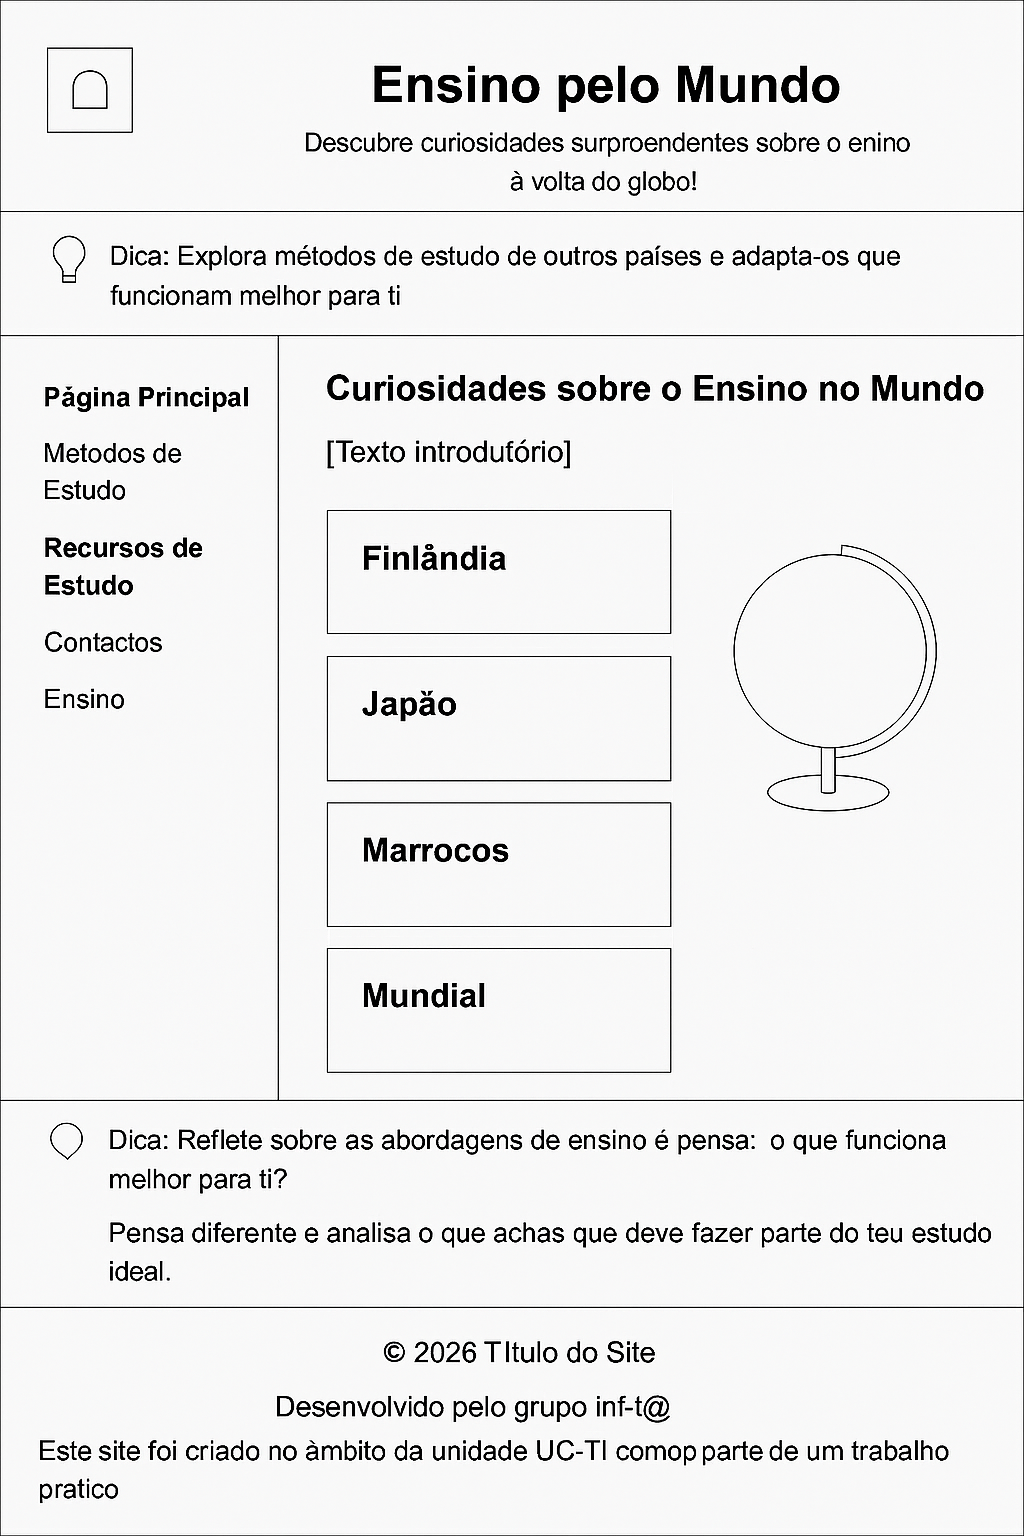 Ensino pelo Mundo
Descubre curiosidades surproendentes sobre o enino
à volta do globo!
Dica: Explora métodos de estudo de outros países e adapta-os que
funcionam melhor para ti
Pǎgina Principal
Metodos de
Estudo
Recursos de
Estudo
Contactos
Ensino
Curiosidades sobre o Ensino no Mundo
[Texto introdutório]
Finlåndia
Japǎo
Marrocos
Mundial
Dica: Reflete sobre as abordagens de ensino é pensa: o que funciona
melhor para ti?
Pensa diferente e analisa o que achas que deve fazer parte do teu estudo
ideal.
© 2026 TItulo do Site
Desenvolvido pelo grupo inf-t@
Este site foi criado no àmbito da unidade UC-TI comop parte de um trabalho
pratico